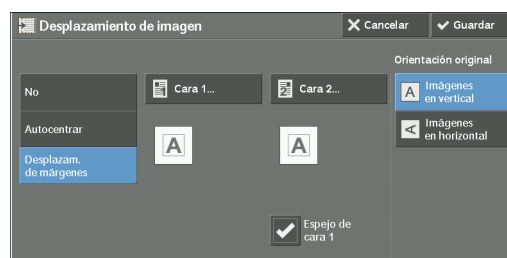 Desplazamiento de imagen
Cancelar
Guardar
Orientación original
No
Cara 1...
Cara 2...
A Imágenes
en vertical
Autocentrar
A Imágenes
en horizontal
A
A
Desplazam.
de márgenes
Espejo de
cara 1